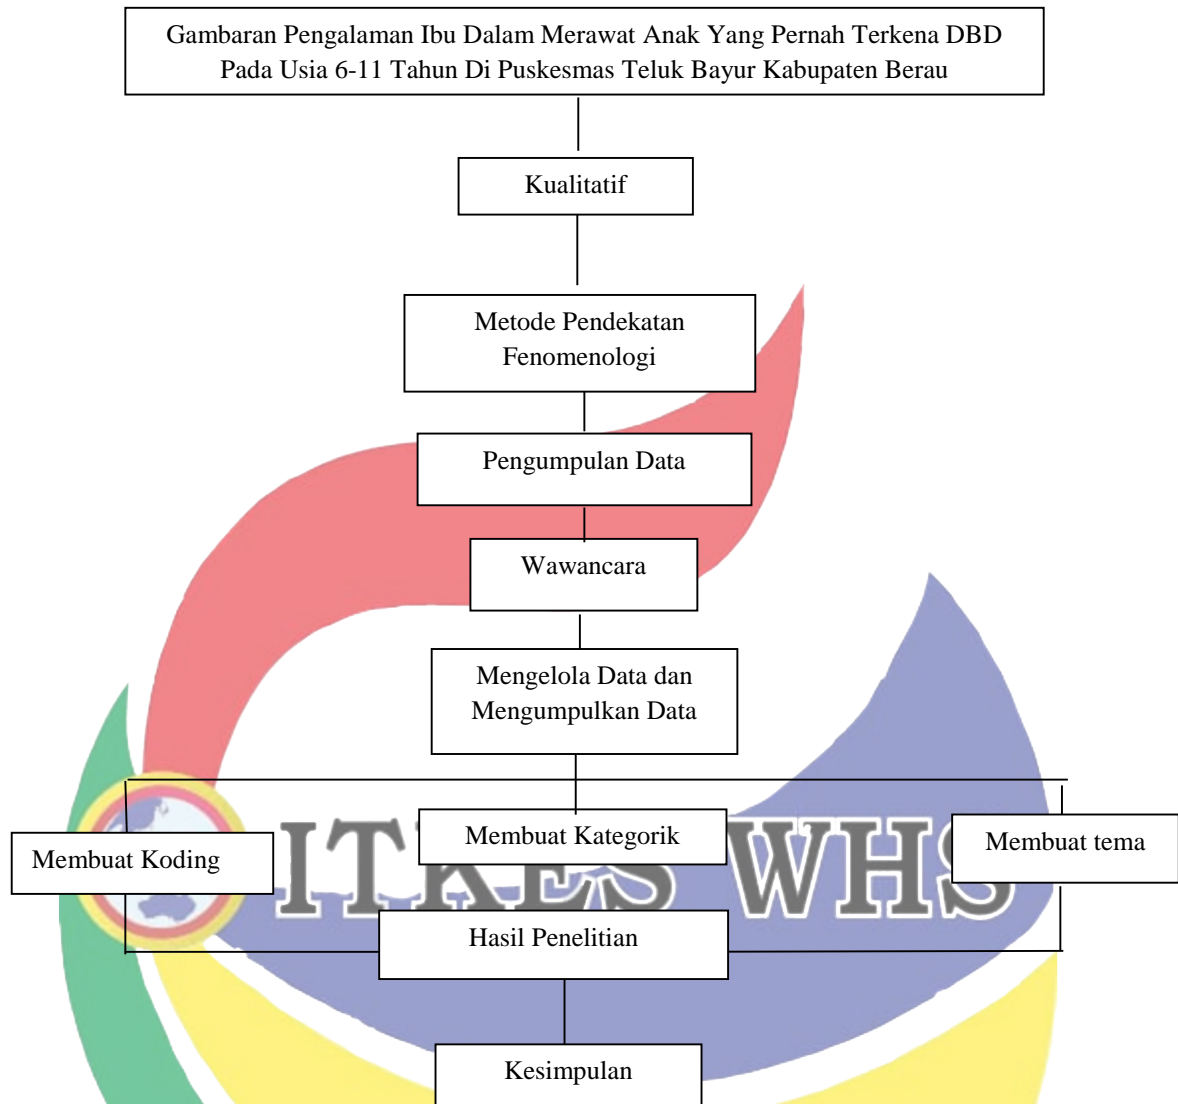 Gambaran Pengalaman Ibu Dalam Merawat Anak Yang Pernah Terkena DBD
Pada Usia 6-11 Tahun Di Puskesmas Teluk Bayur Kabupaten Berau
Kualitatif
Metode Pendekatan
Fenomenologi
Pengumpulan Data
Wawancara
Mengelola Data dan
Mengumpulkan Data
Membuat Koding
Membuat Kategorik
Membuat tema
ITKES WHS
Hasil Penelitian
Kesimpulan